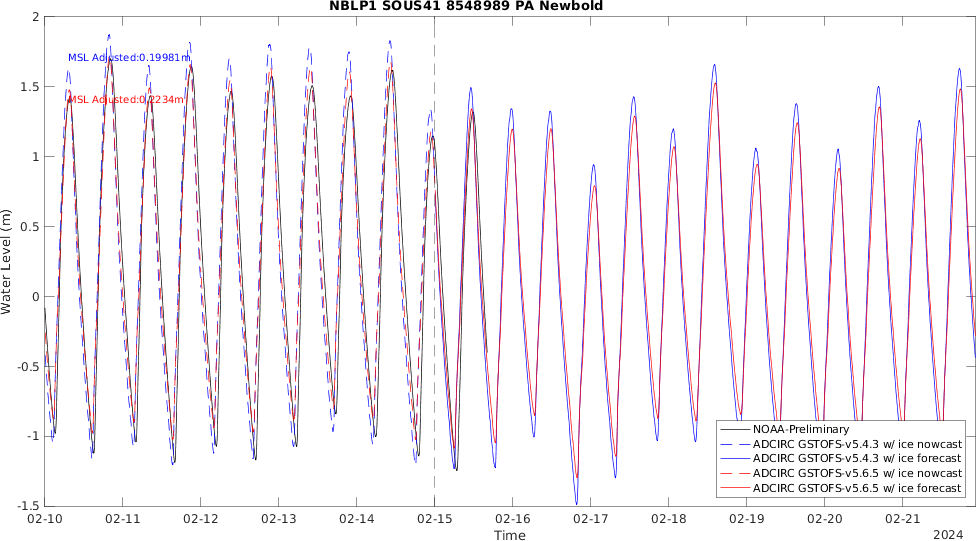 NBLP1 SOUS41 8548989 PA Newbold
MSL Adjusted:0.19981m
MSL Adjusted:0.2234m
Water Level (m)
2
1.5
1
0.5
0
-0.5
-1
-1.5
NOAA-Preliminary
ADCIRC GSTOFS-v5.4.3 w/ ice nowcast
ADCIRC GSTOFS-v5.4.3 w/ ice forecast
ADCIRC GSTOFS-v5.6.5 w/ ice nowcast
ADCIRC GSTOFS-v5.6.5 w/ ice forecast
02-10 02-11 02-12 02-13 02-14 02-15 02-16 02-17 02-18 02-19 02-20 02-21
Time
2024